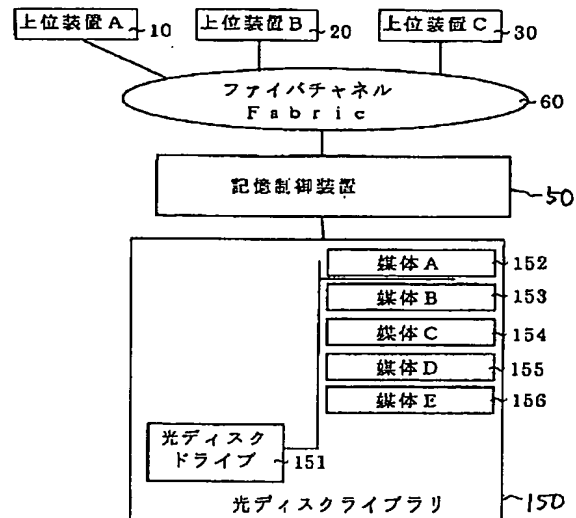 上位装置A
10
上位装置B
20
上位装置C
30
ファイバチャネル
Fabric
60
記憶制御装置
50
媒体A
152
媒体B
153
媒体C
154
媒体D
155
媒体E
156
光ディスク
ドライブ
151
光ディスクライブラリ
150